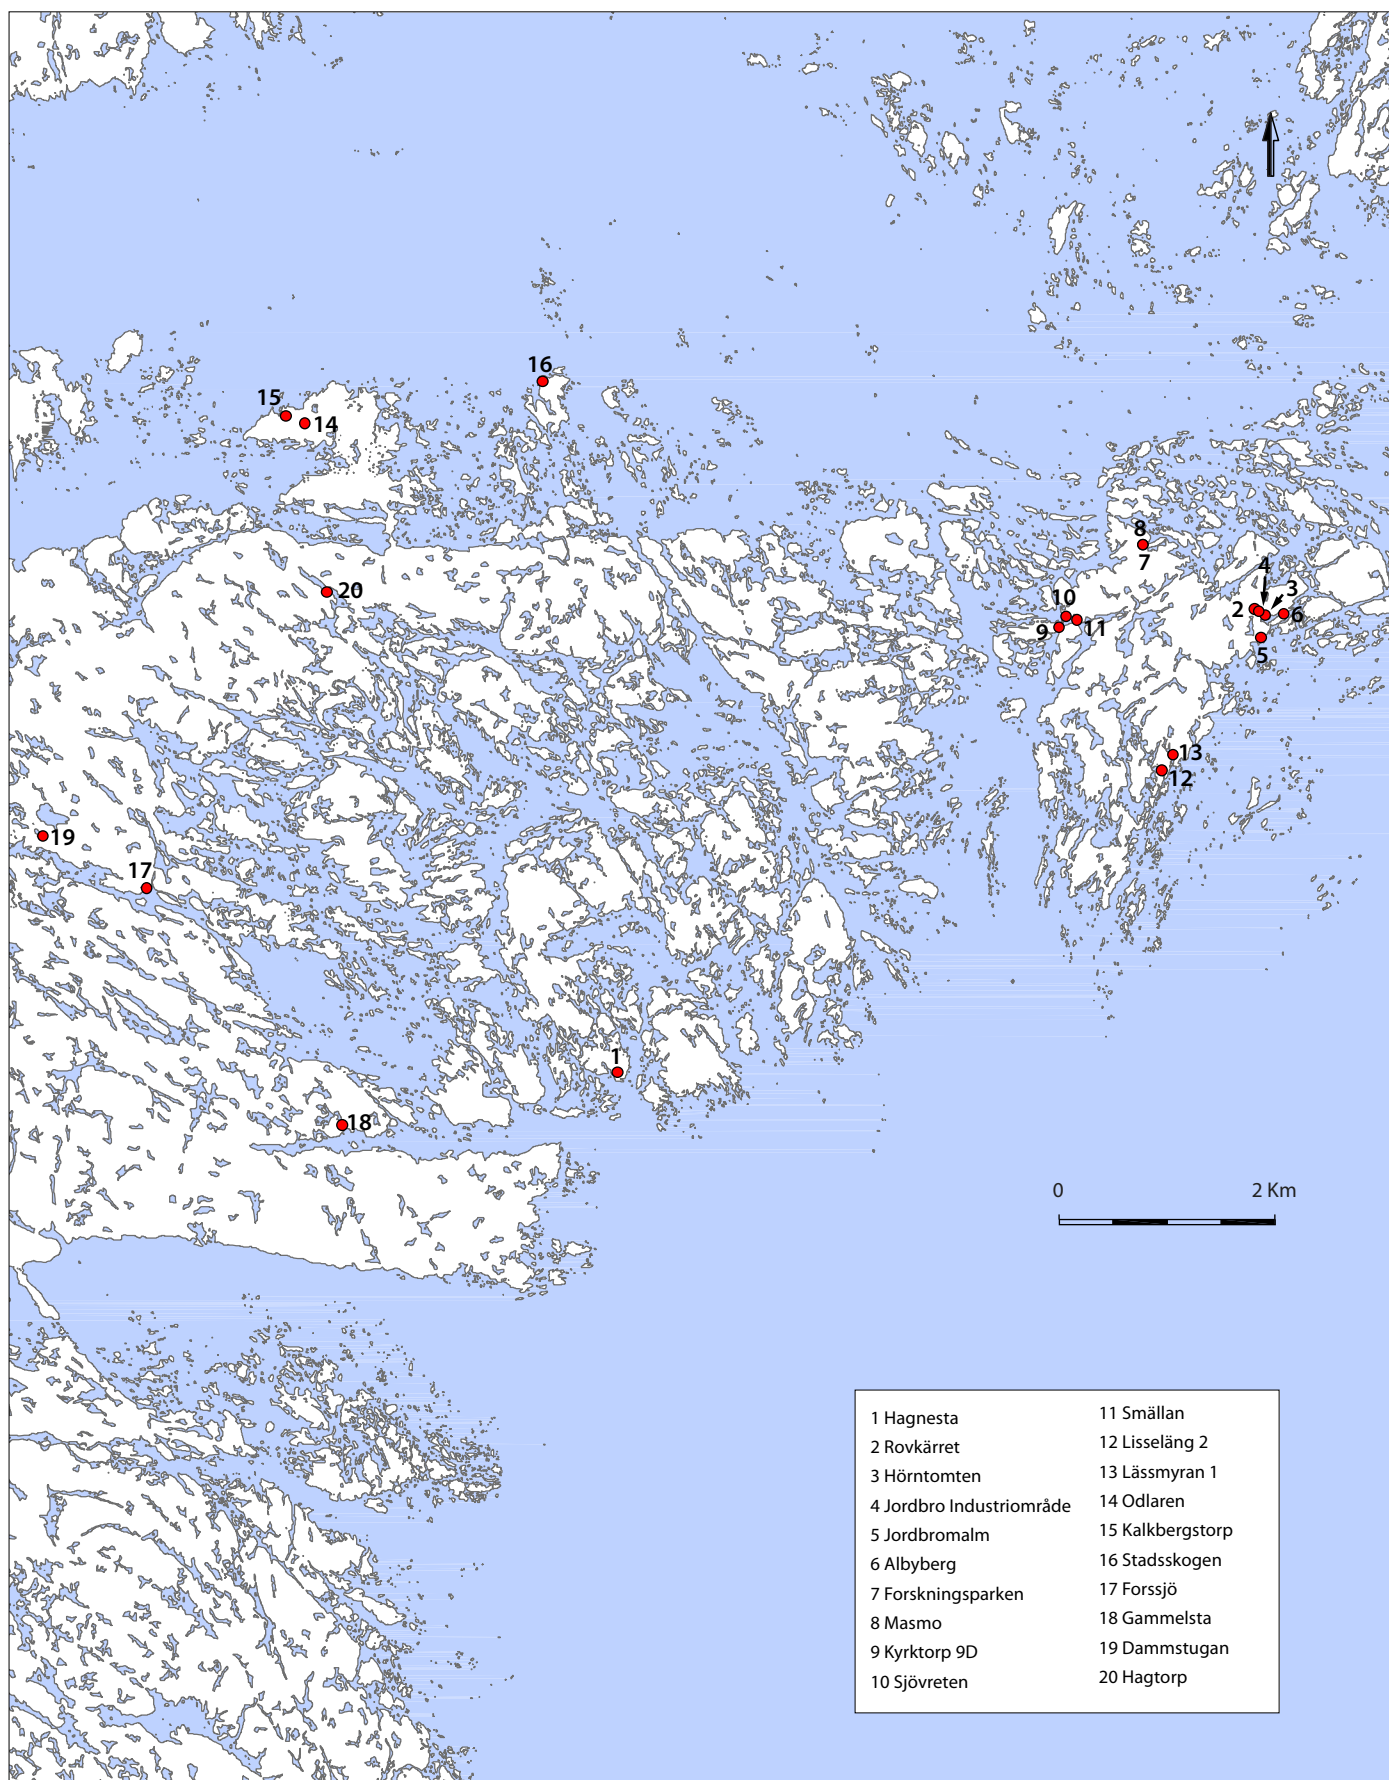 16
15
14
8
7
4
3
20
10
2
6
9
11
5
13
12
19
17
1
18
0 2 Km
1 Hagnesta
2 Rovkärret
3 Hörntomten
4 Jordbro Industriområde
5 Jordbromalm
6 Albyberg
7 Forskningsparken
8 Masmo
9 Kyrktorp 9D
10 Sjövreten
11 Smällan
12 Lisseläng 2
13 Lässmyran 1
14 Odlaren
15 Kalkbergstorp
16 Stadsskogen
17 Forssjö
18 Gammelsta
19 Dammstugan
20 Hagtorp